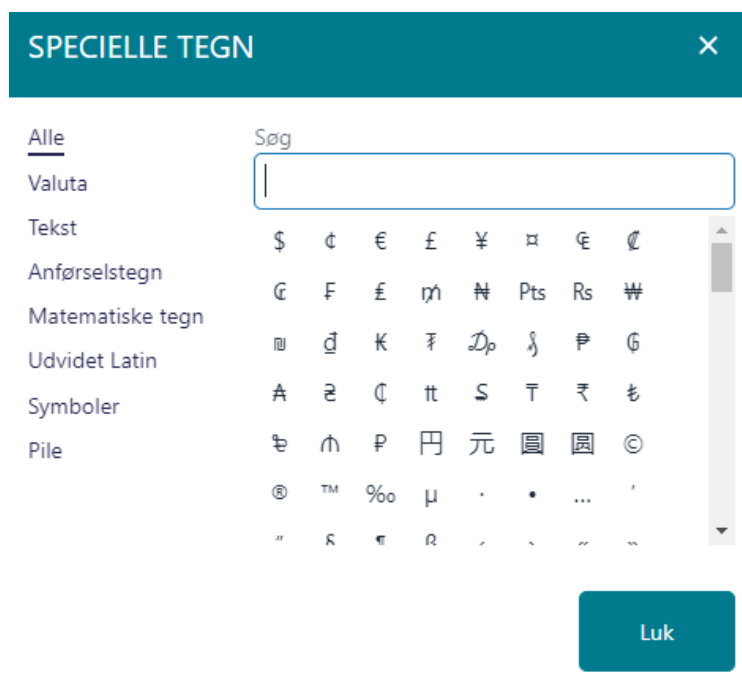 SPECIELLE TEGN ×
Alle
Valuta
Tekst
Anførselstegn
Matematiske tegn
Udvidet Latin
Symboler
Pile
Søg
$ ¢ € £ ¥ ¤ ₠ ₡
₢ ₣ ₤ ₥ ₦ ₧ ₨ ₩
₪ ₫ ₭ ₮ ₯ ₰ ₱ ₲
₳ ₴ ₵ ₶ ₷ ₸ ₹ ₺
₻ ₼ ₽ 円 元 圓 圆 ©
® ™ ‰ µ · • … ′
″ § ¶ ß ‹ › « »
Luk